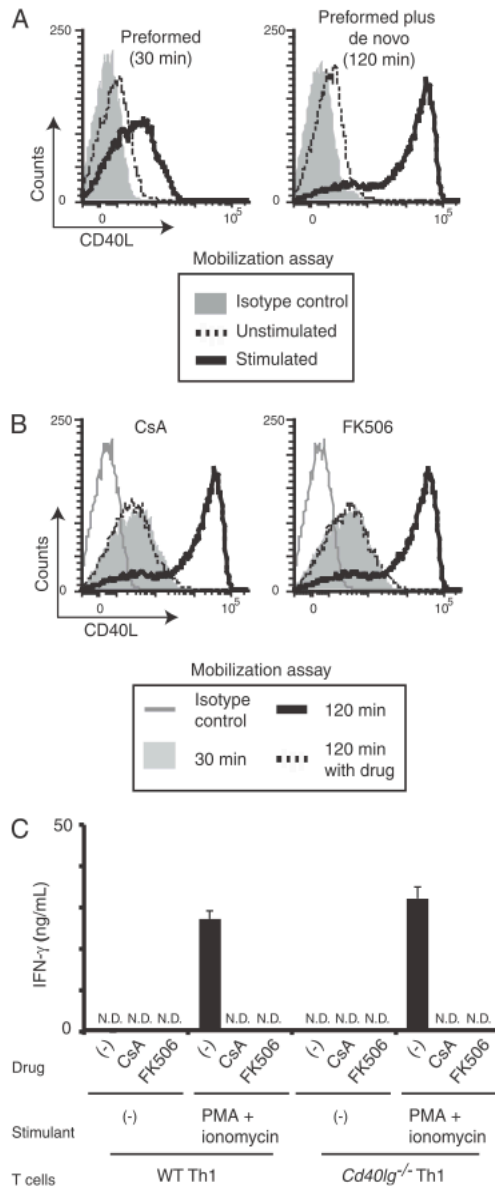 A
Preformed
(30 min)
Preformed plus
de novo
(120 min)
250
250
Counts
0
0
0
10⁵
0
10⁵
CD40L
Mobilization assay
Isotype control
Unstimulated
Stimulated
B
CsA
FK506
250
250
Counts
0
0
0
10⁵
0
10⁵
CD40L
Mobilization assay
Isotype
control
120 min
30 min
120 min
with drug
C
50
IFN-γ (ng/mL)
0
N.D. N.D. N.D. N.D. N.D. N.D. N.D. N.D. N.D. N.D.
Drug
(-) CsA FK506 (-) CsA FK506 (-) CsA FK506 (-) CsA FK506
Stimulant
(-)
PMA +
ionomycin
(-)
PMA +
ionomycin
T cells
WT Th1
Cd40lg⁻/⁻ Th1